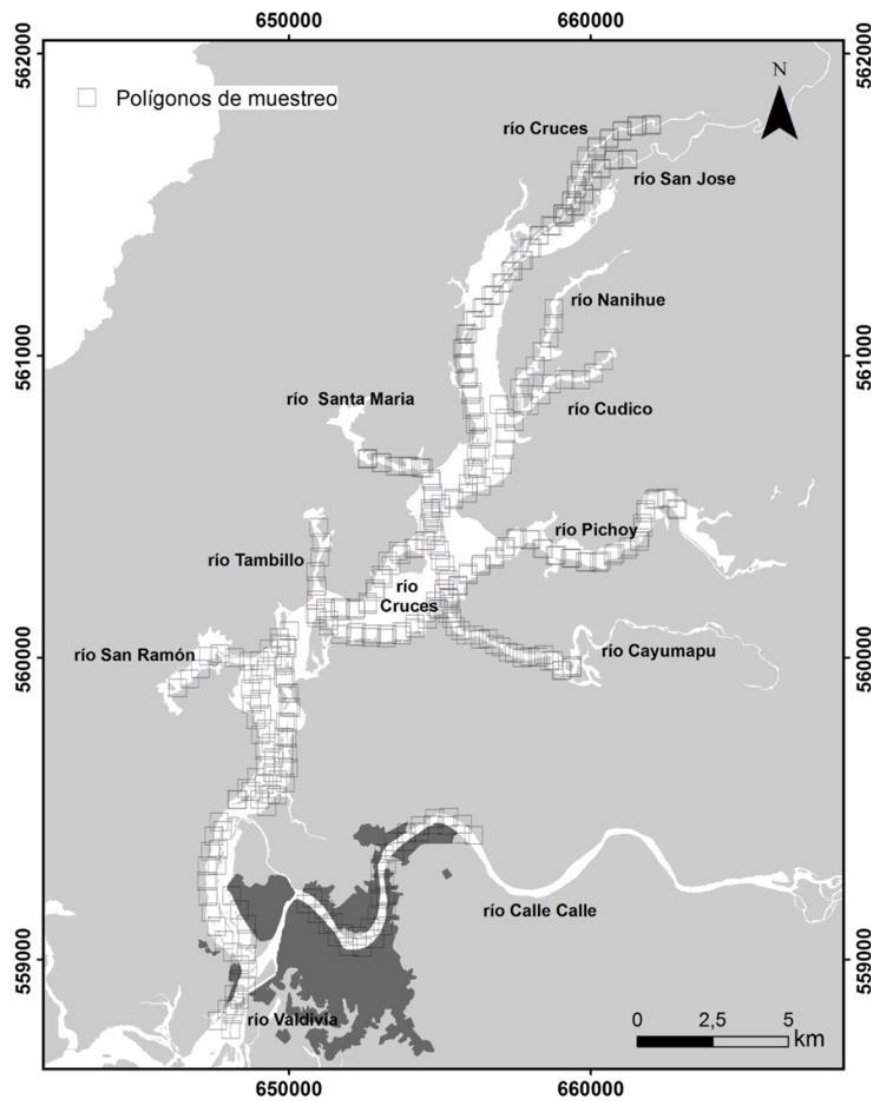 650000
660000
562000
561000
560000
559000
562000
561000
560000
559000
Polígonos de muestreo
N
río Cruces
río San Jose
río Nanihue
río Santa Maria
río Cudico
río Pichoy
río Tambillo
río
Cruces
río San Ramón
río Cayumapu
río Calle Calle
río Valdivia
0 2,5 5
km
650000
660000